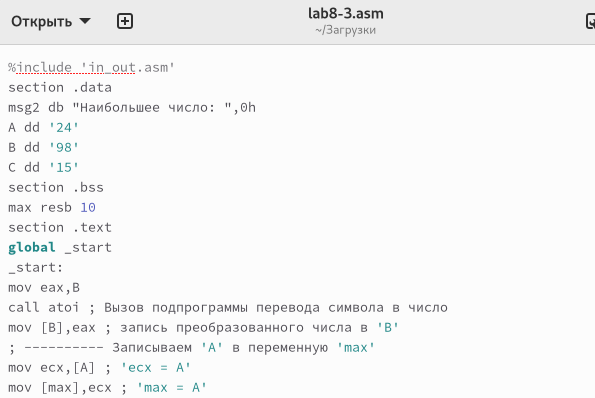 Открыть
lab8-3.asm
~/Загрузки
%include 'in_out.asm'
section .data
msg2 db "Наибольшее число: ",0h
A dd '24'
B dd '98'
C dd '15'
section .bss
max resb 10
section .text
global _start
_start:
mov eax,B
call atoi ; Вызов подпрограммы перевода символа в число
mov [B],eax ; запись преобразованного числа в 'B'
; ---------- Записываем 'A' в переменную 'max'
mov ecx,[A] ; 'ecx = A'
mov [max],ecx ; 'max = A'